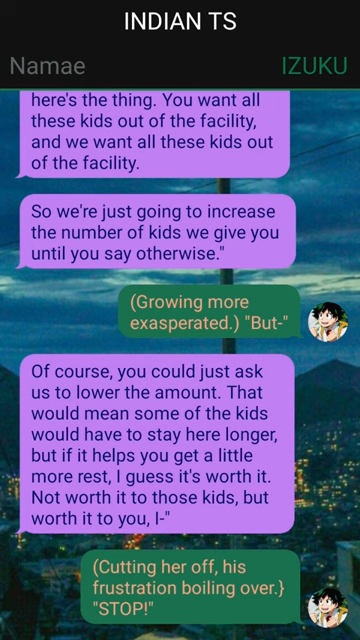 INDIAN TS
Namae
IZUKU
here's the thing. You want all
these kids out of the facility,
and we want all these kids out
of the facility.
So we're just going to increase
the number of kids we give you
until you say otherwise."
(Growing more
exasperated.) "But-"
Of course, you could just ask
us to lower the amount. That
would mean some of the kids
would have to stay here longer,
but if it helps you get a little
more rest, I guess it's worth it.
Not worth it to those kids, but
worth it to you, I-"
(Cutting her off, his
frustration boiling over.}
"STOP!"